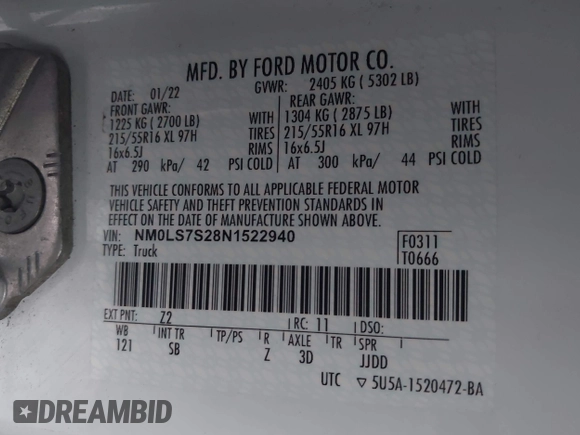 MFD. BY FORD MOTOR CO.
DATE: 01/22 GVWR: 2405 KG ( 5302 LB)
FRONT GAWR: REAR GAWR:
1225 KG ( 2700 LB) WITH 1304 KG ( 2875 LB) WITH
215/55R16 XL 97H TIRES 215/55R16 XL 97H TIRES
16x6.5J RIMS 16x6.5J RIMS
AT 290 kPa/ 42 PSI COLD AT 300 kPa/ 44 PSI COLD
THIS VEHICLE CONFORMS TO ALL APPLICABLE FEDERAL MOTOR
VEHICLE SAFETY AND THEFT PREVENTION STANDARDS IN
EFFECT ON THE DATE OF MANUFACTURE SHOWN ABOVE.
VIN: NM0LS7S28N1522940 F0311
TYPE: Truck T0666
EXT PNT: Z2 RC: 11 DSO:
WB INT TR TP/PS R AXLE TR SPR
121 SB Z 3D JJDD
UTC ▽ 5U5A-1520472-BA
DREAMBID